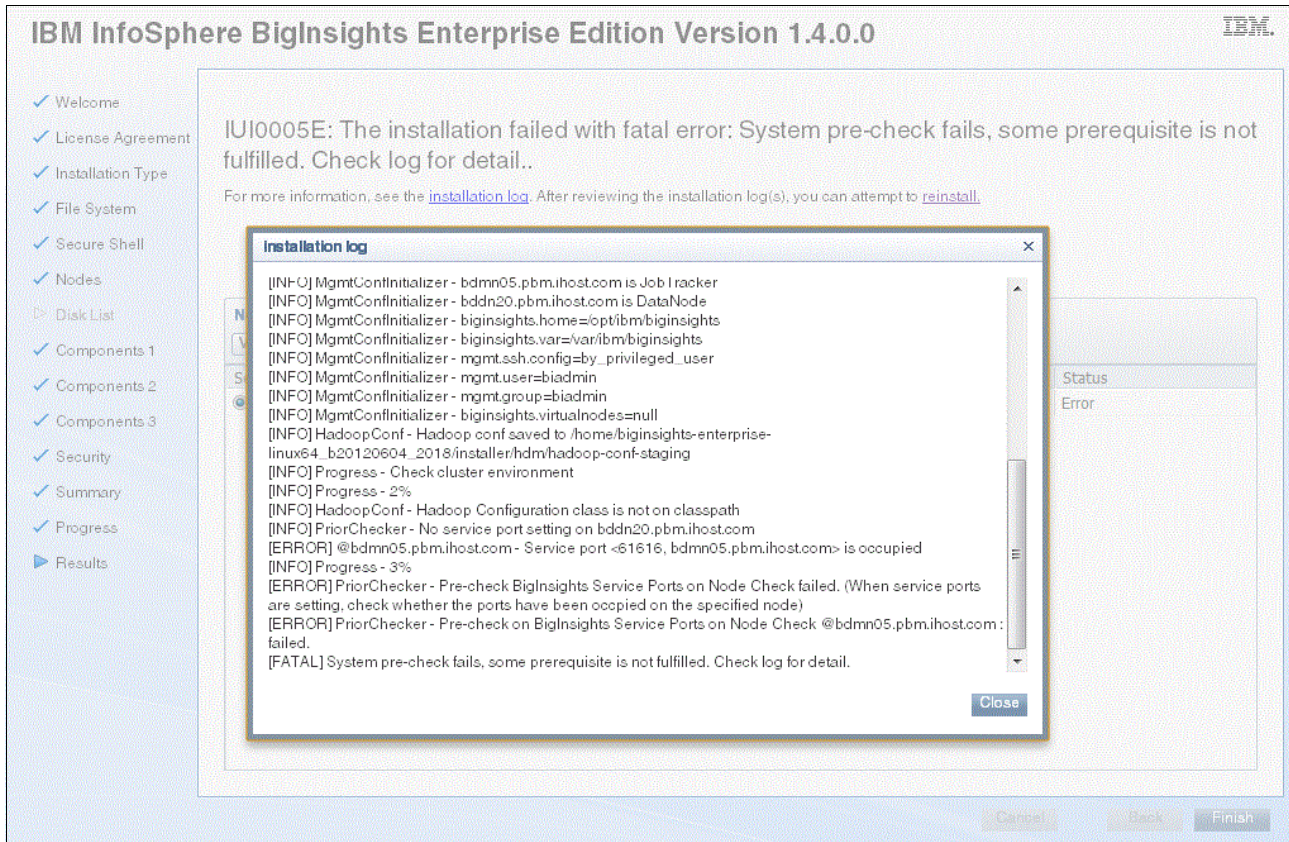 IBM InfoSphere BigInsights Enterprise Edition Version 1.4.0.0
IBM.
Welcome
License Agreement
Installation Type
File System
Secure Shell
Nodes
Disk List
Components 1
Components 2
Components 3
Security
Summary
Progress
Results
IUI0005E: The installation failed with fatal error: System pre-check fails, some prerequisite is not
fulfilled. Check log for detail..
For more information, see the installation log. After reviewing the installation log(s), you can attempt to reinstall.
Installation log
[INFO] MgmtConfInitializer - bdmn05.pbm.ihost.com is JobTracker
[INFO] MgmtConfInitializer - bddn20.pbm.ihost.com is DataNode
[INFO] MgmtConfInitializer - biginsights.home=/opt/ibm/biginsights
[INFO] MgmtConfInitializer - biginsights.var=/var/ibm/biginsights
[INFO] MgmtConfInitializer - mgmt.ssh.config=by_privileged_user
[INFO] MgmtConfInitializer - mgmt.user=biadmin
[INFO] MgmtConfInitializer - mgmt.group=biadmin
[INFO] MgmtConfInitializer - biginsights.virtualnodes=null
[INFO] HadoopConf - Hadoop conf saved to /home/biginsights-enterprise-
linux64_b20120604_2018/installer/hdm/hadoop-conf-staging
[INFO] Progress - Check cluster environment
[INFO] Progress - 2%
[INFO] HadoopConf - Hadoop Configuration class is not on classpath
[INFO] PriorChecker - No service port setting on bddn20.pbm.ihost.com
[ERROR] @bdmn05.pbm.ihost.com - Service port <61616, bdmn05.pbm.ihost.com> is occupied
[INFO] Progress - 3%
[ERROR] PriorChecker - Pre-check BigInsights Service Ports on Node Check failed. (When service ports
are setting, check whether the ports have been occpied on the specified node)
[ERROR] PriorChecker - Pre-check on BigInsights Service Ports on Node Check @bdmn05.pbm.ihost.com :
failed.
[FATAL] System pre-check fails, some prerequisite is not fulfilled. Check log for detail.
Close
Status
Error
Cancel
Back
Finish